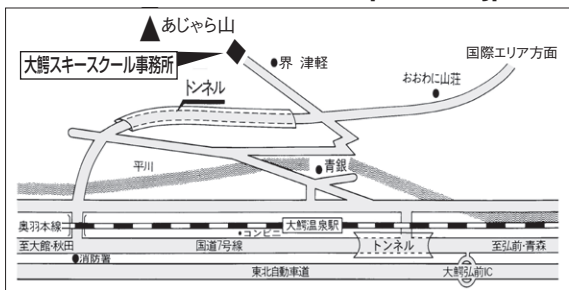 あじゃら山
大鰐スキースクール事務所
界 津軽
国際エリア方面
おおわに山荘
トンネル
平川
青銀
奥羽本線
大鰐温泉駅
コンビニ
至大館・秋田
国道7号線
トンネル
至弘前・青森
消防署
東北自動車道
大鰐弘前IC